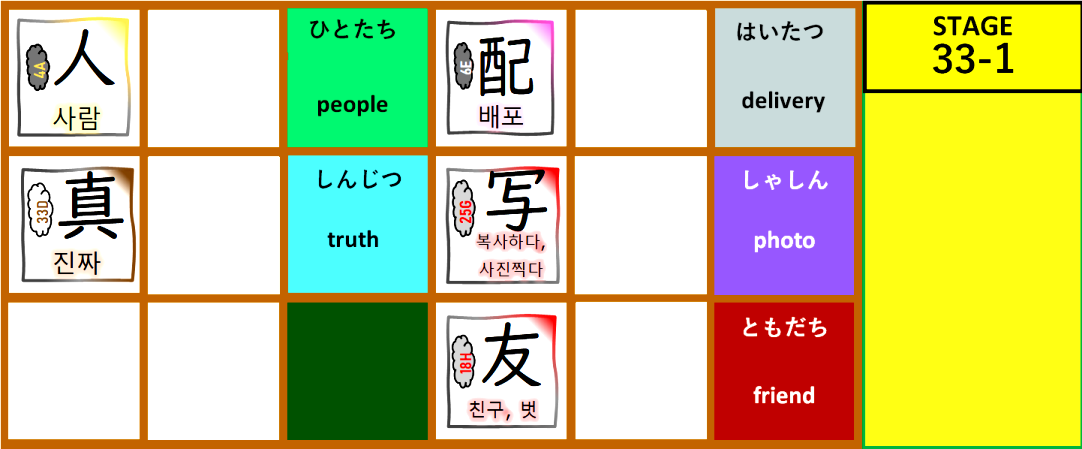 4A
人
사람
ひとたち
people
6E
配
배포
はいたつ
delivery
STAGE
33-1
33D
真
진짜
しんじつ
truth
25G
写
복사하다,
사진찍다
しゃしん
photo
18H
友
친구, 벗
ともだち
friend